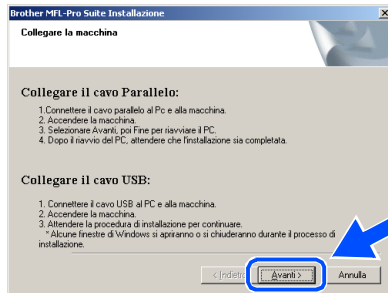 Brother MFL-Pro Suite Installazione
Collegare la macchina
Collegare il cavo Parallelo:
1.Connettere il cavo parallelo al Pc e alla macchina.
2. Accendere la macchina.
3. Selezionare Avanti, poi Fine per riavviare il PC.
4. Dopo il riavvio del PC, attendere che l'installazione sia completata.
Collegare il cavo USB:
1. Connettere il cavo USB al PC e alla macchina.
2. Accendere la macchina.
3. Attendere la procedura di installazione per continuare.
* Alcune finestre di Windows si apriranno o si chiuderanno durante il processo di
installazione.
< Indietro Avanti > Annulla